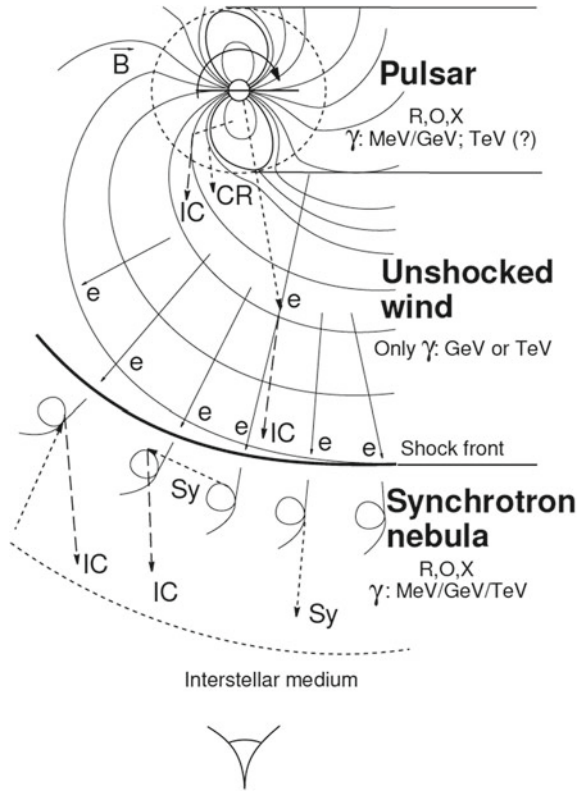 B
Pulsar
R,O,X
γ: MeV/GeV; TeV (?)
IC
CR
Unshocked
wind
Only γ: GeV or TeV
e
e
e
e
e
e
e
IC
Shock front
Sy
Synchrotron
nebula
R,O,X
γ: MeV/GeV/TeV
IC
IC
Sy
Interstellar medium